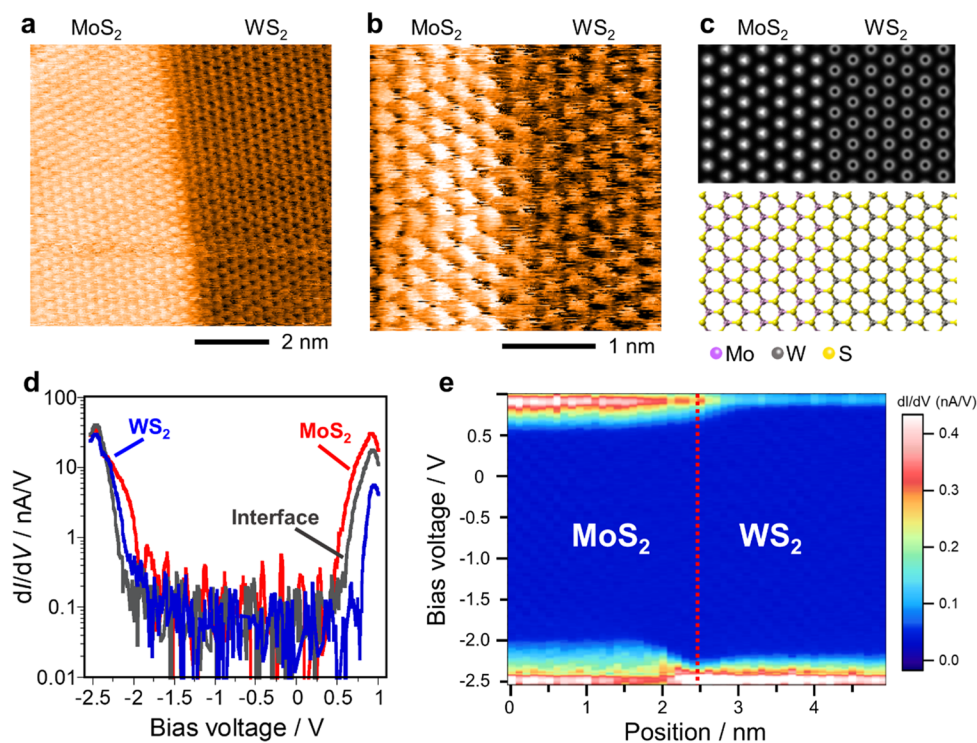 a
MoS2 WS2
2 nm
b
MoS2 WS2
1 nm
c
MoS2 WS2
Mo W S
d
100
10
1
0.1
0.01
dI/dV / nA/V
WS2
MoS2
Interface
-2.5 -2 -1.5 -1 -0.5 0 0.5 1
Bias voltage / V
e
0.5
0
-0.5
-1.0
-1.5
-2.0
-2.5
Bias voltage / V
MoS2 WS2
0 1 2 3 4
Position / nm
dI/dV (nA/V)
0.4
0.3
0.2
0.1
0.0